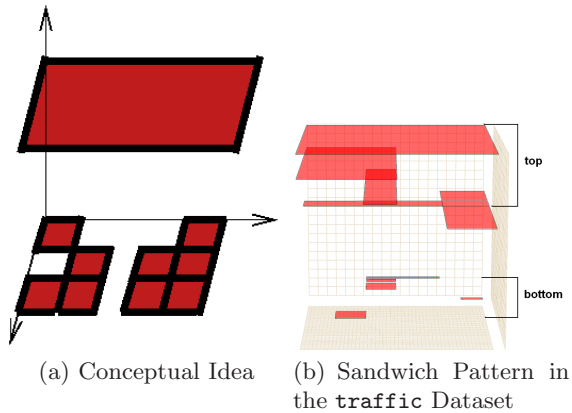 top
bottom
(a) Conceptual Idea
(b) Sandwich Pattern in
the traffic Dataset